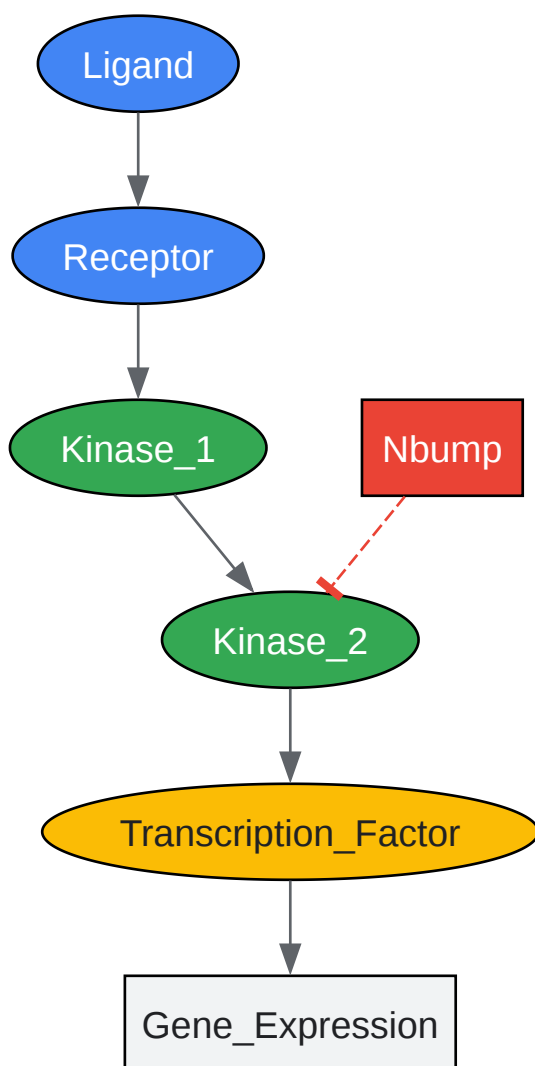 Ligand
Receptor
Kinase_1
Nbump
Kinase_2
Transcription_Factor
Gene_Expression